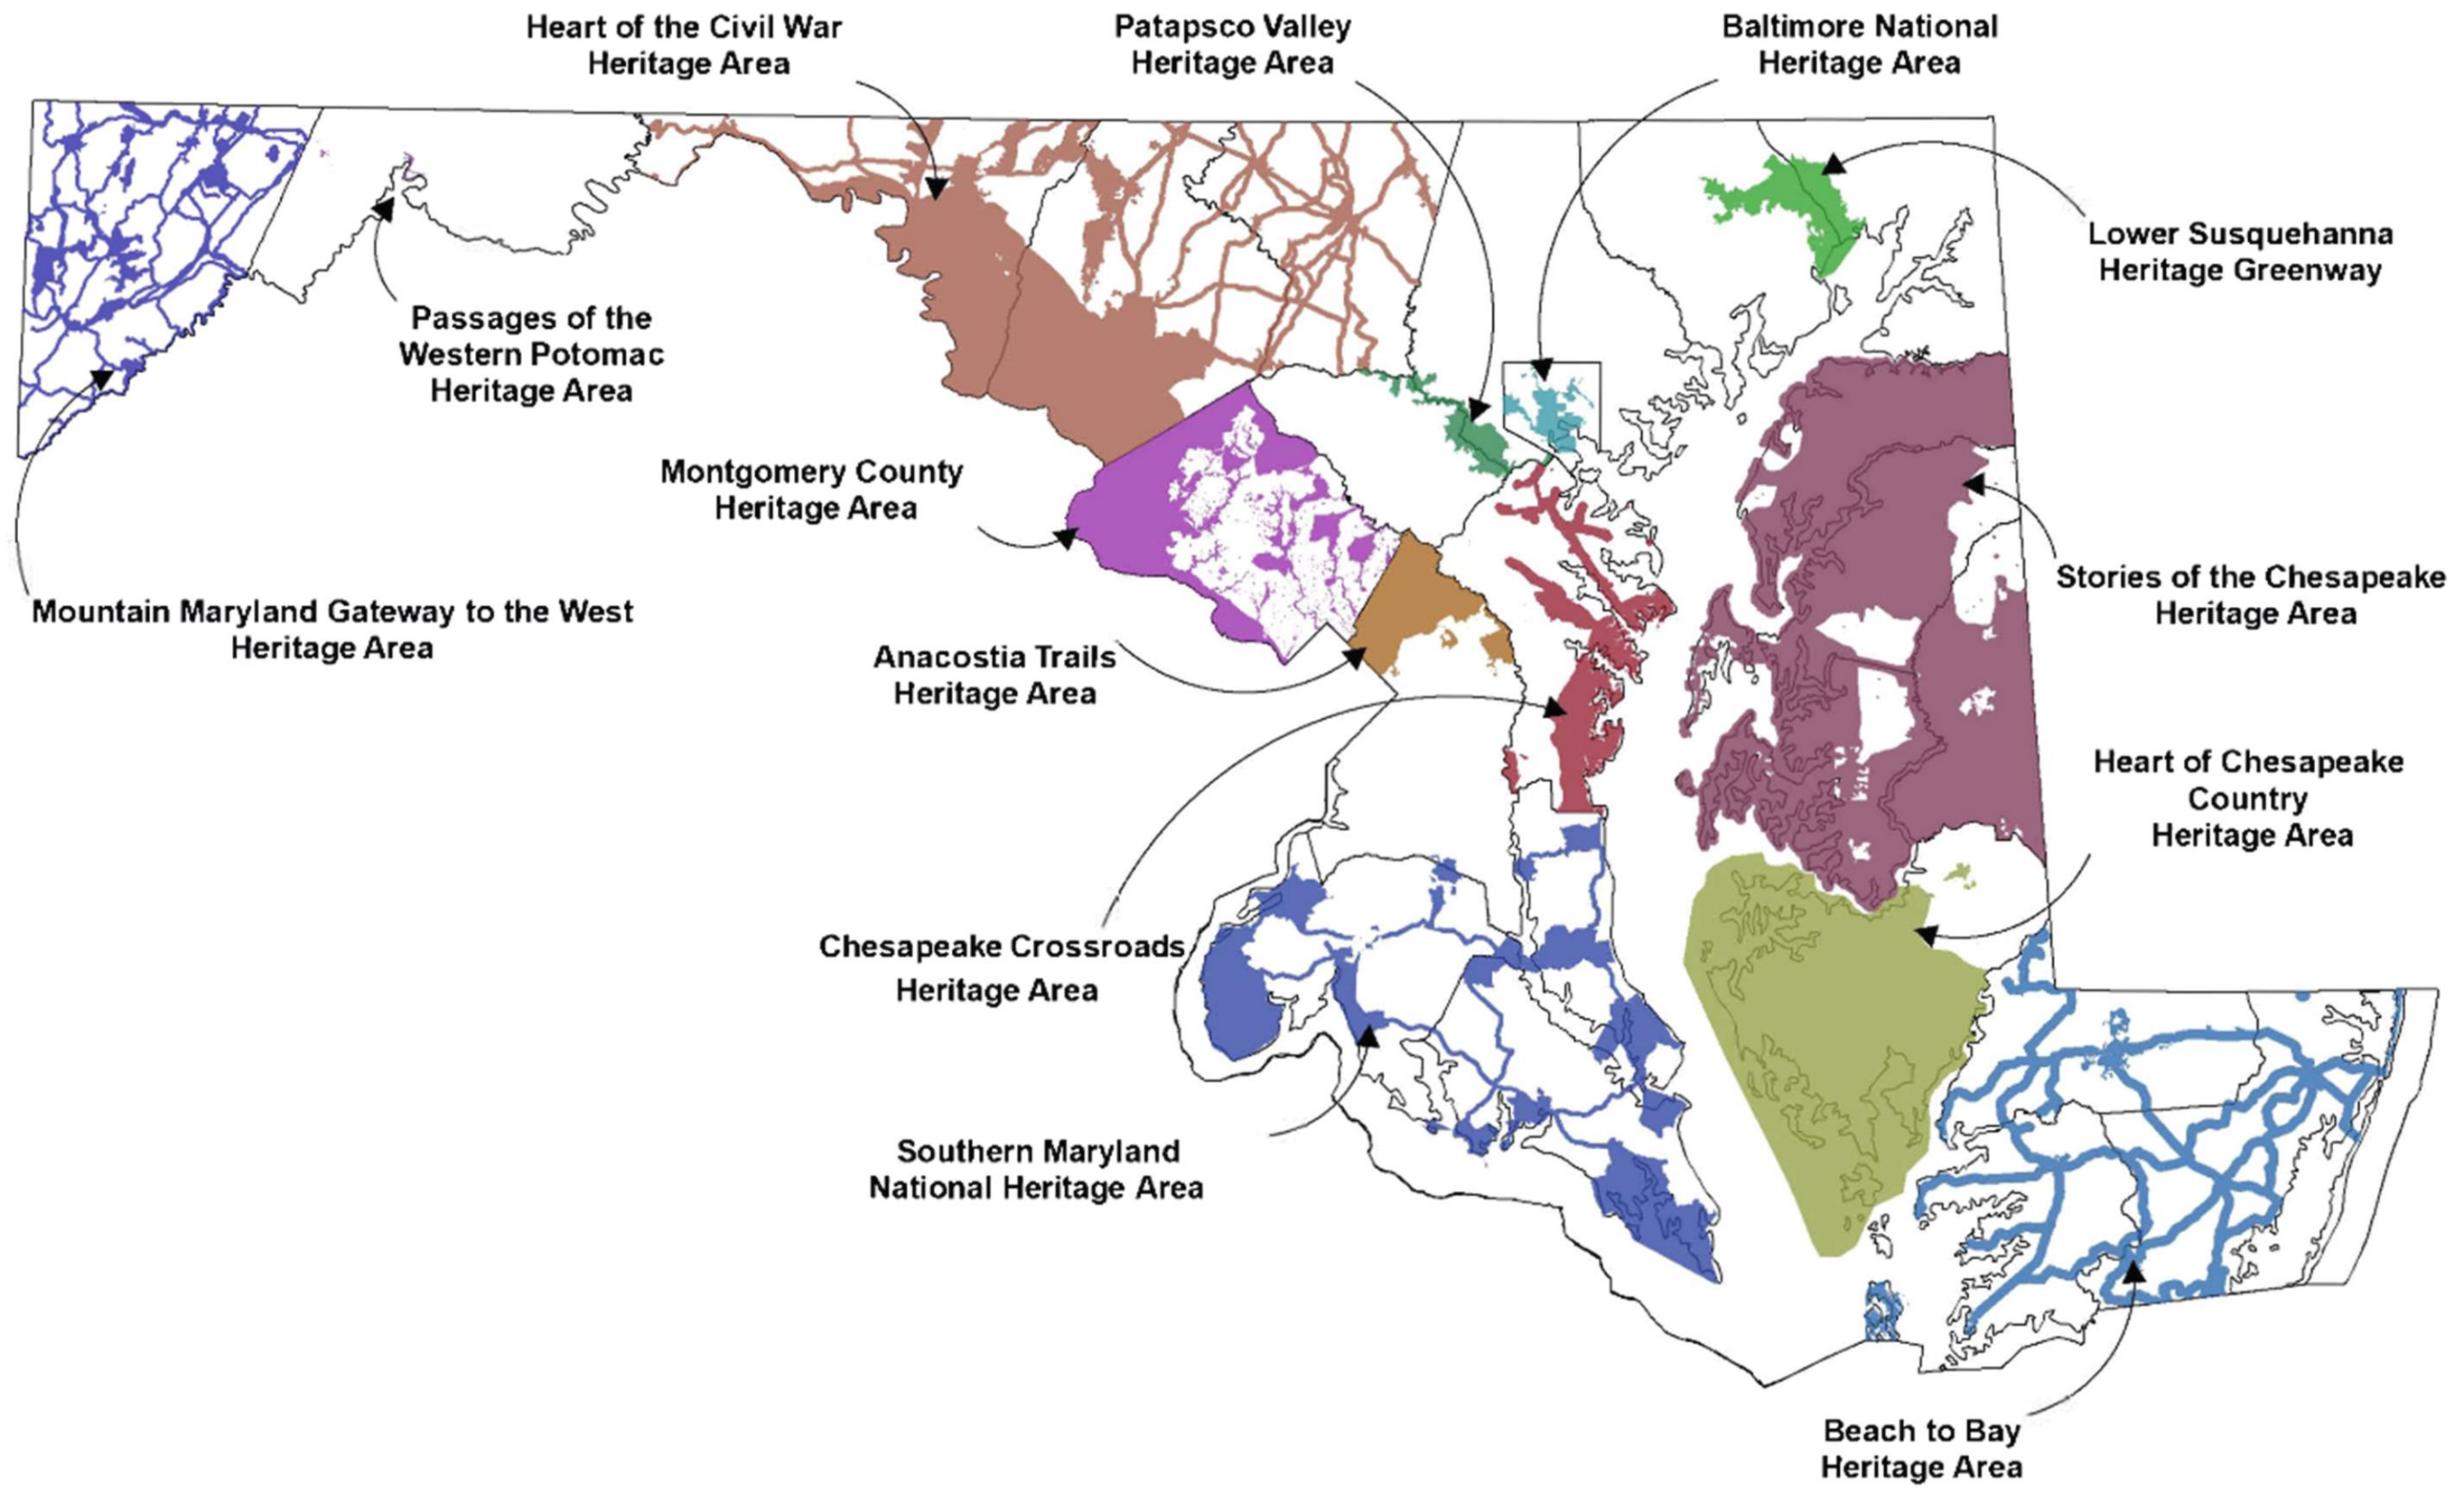 Heart of the Civil War
Heritage Area
Patapsco Valley
Heritage Area
Baltimore National
Heritage Area
Lower Susquehanna
Heritage Greenway
Passages of the
Western Potomac
Heritage Area
Montgomery County
Heritage Area
Stories of the Chesapeake
Heritage Area
Mountain Maryland Gateway to the West
Heritage Area
Anacostia Trails
Heritage Area
Heart of Chesapeake
Country
Heritage Area
Chesapeake Crossroads
Heritage Area
Southern Maryland
National Heritage Area
Beach to Bay
Heritage Area